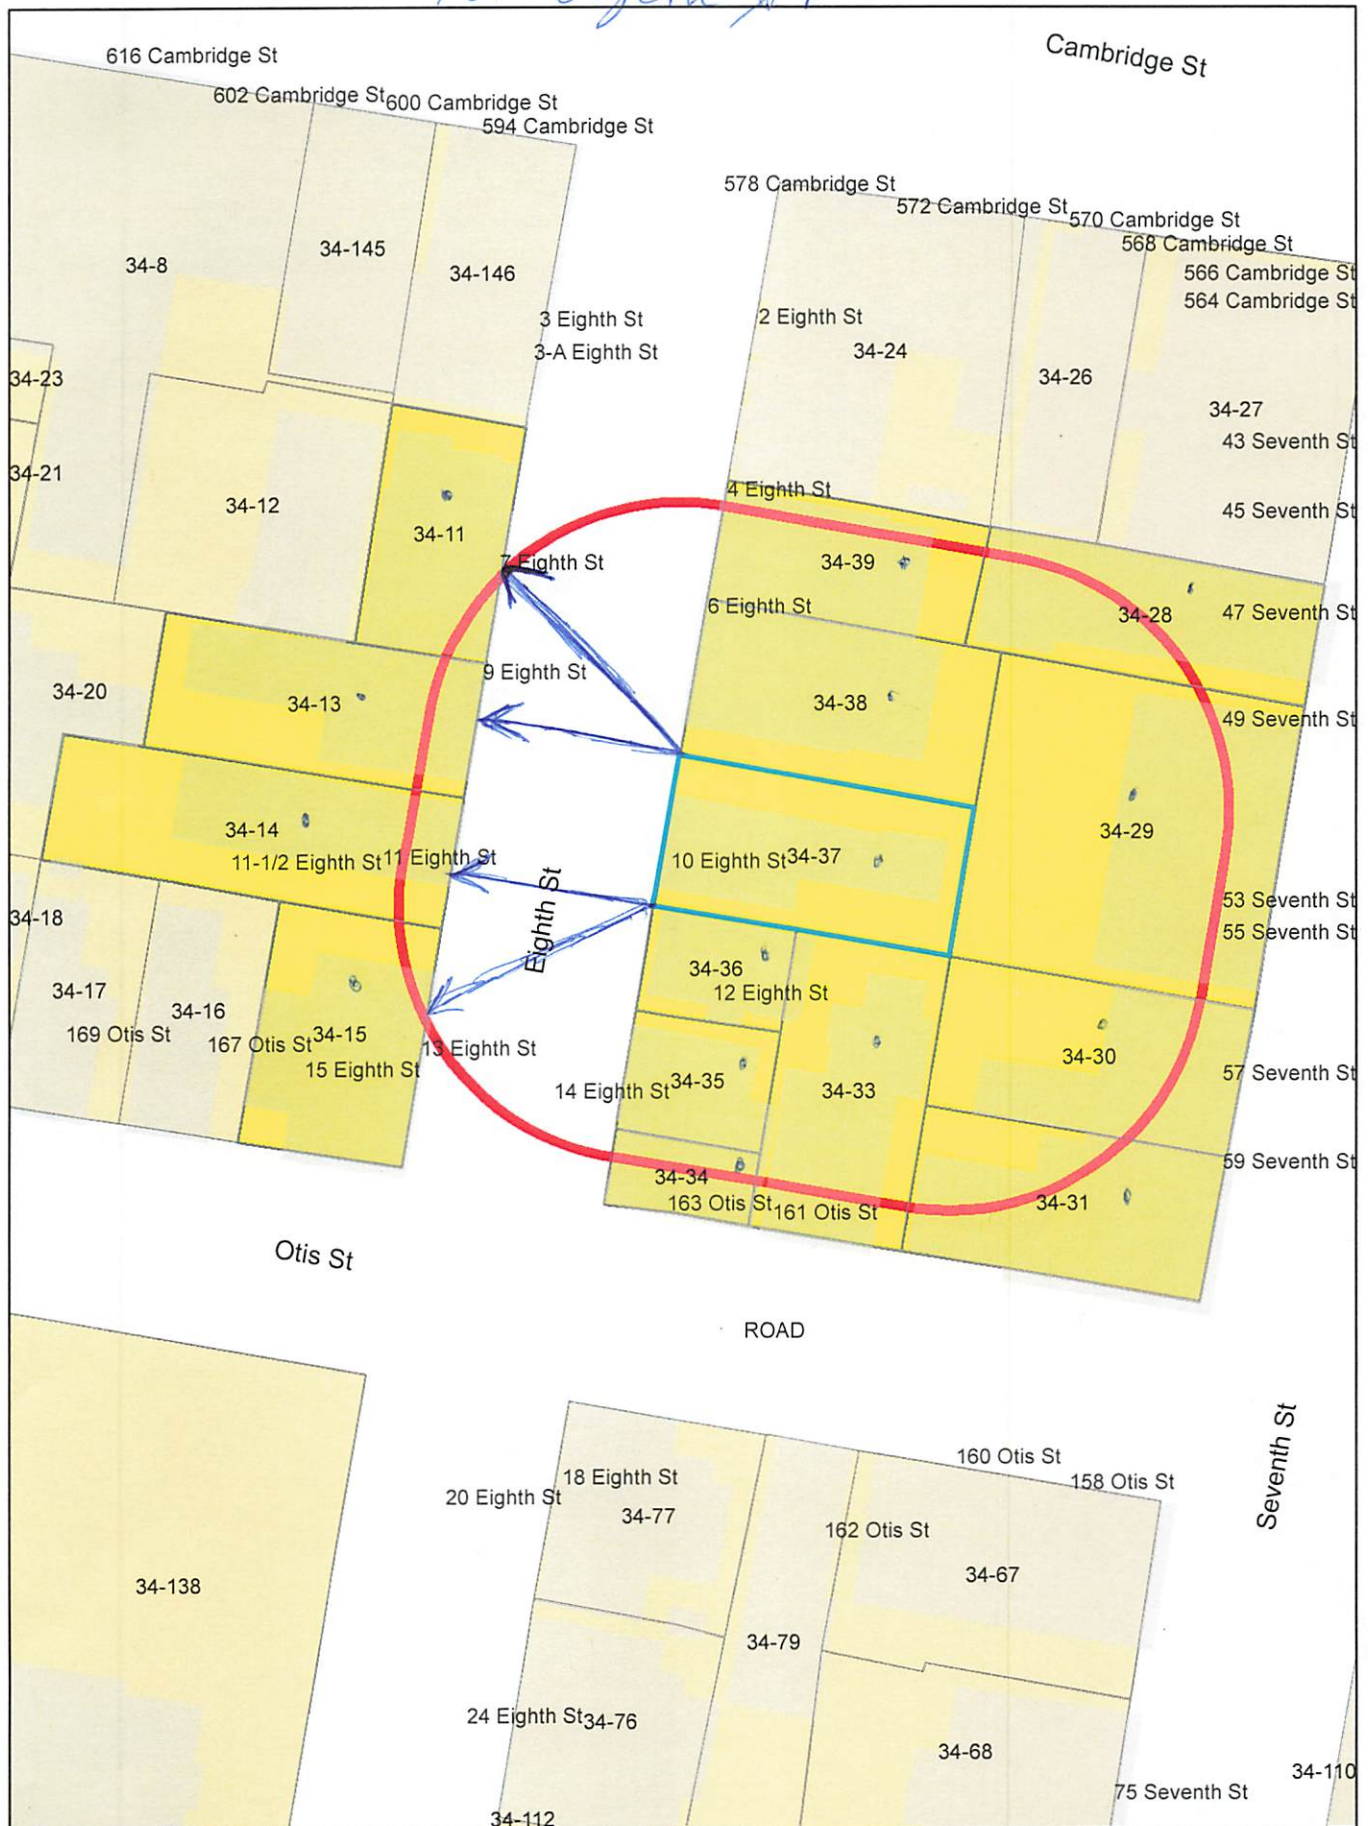 Cambridge St
616 Cambridge St
602 Cambridge St
600 Cambridge St
594 Cambridge St
578 Cambridge St
572 Cambridge St
570 Cambridge St
568 Cambridge St
566 Cambridge St
564 Cambridge St
34-8
34-145
34-146
3 Eighth St
3-A Eighth St
2 Eighth St
34-24
34-26
34-27
34-23
43 Seventh St
34-21
34-12
34-11
4 Eighth St
45 Seventh St
7 Eighth St
34-39
6 Eighth St
34-28
47 Seventh St
9 Eighth St
34-20
34-13
34-38
49 Seventh St
34-14
11-1/2 Eighth St
11 Eighth St
10 Eighth St
34-37
34-29
34-18
Eighth St
53 Seventh St
55 Seventh St
34-36
12 Eighth St
34-17
34-16
169 Otis St
167 Otis St
34-15
15 Eighth St
13 Eighth St
34-30
57 Seventh St
14 Eighth St
34-35
34-33
34-34
163 Otis St
161 Otis St
34-31
59 Seventh St
Otis St
ROAD
Seventh St
160 Otis St
158 Otis St
18 Eighth St
20 Eighth St
34-77
162 Otis St
34-67
34-138
34-79
24 Eighth St
34-76
34-68
34-110
75 Seventh St
34-112